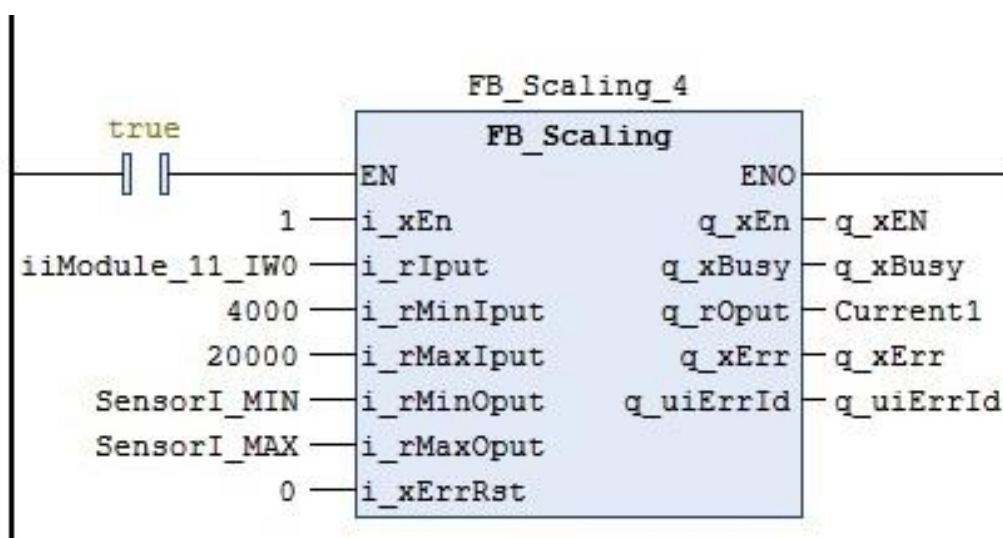 FB_Scaling_4
true
FB_Scaling
EN ENO
1 i_xEn q_xEn q_xEN
iiModule_11_IW0 i_rIput q_xBusy q_xBusy
4000 i_rMinIput q_rOput Current1
20000 i_rMaxIput q_xErr q_xErr
SensorI_MIN i_rMinOput q_uiErrId q_uiErrId
SensorI_MAX i_rMaxOput
0 i_xErrRst